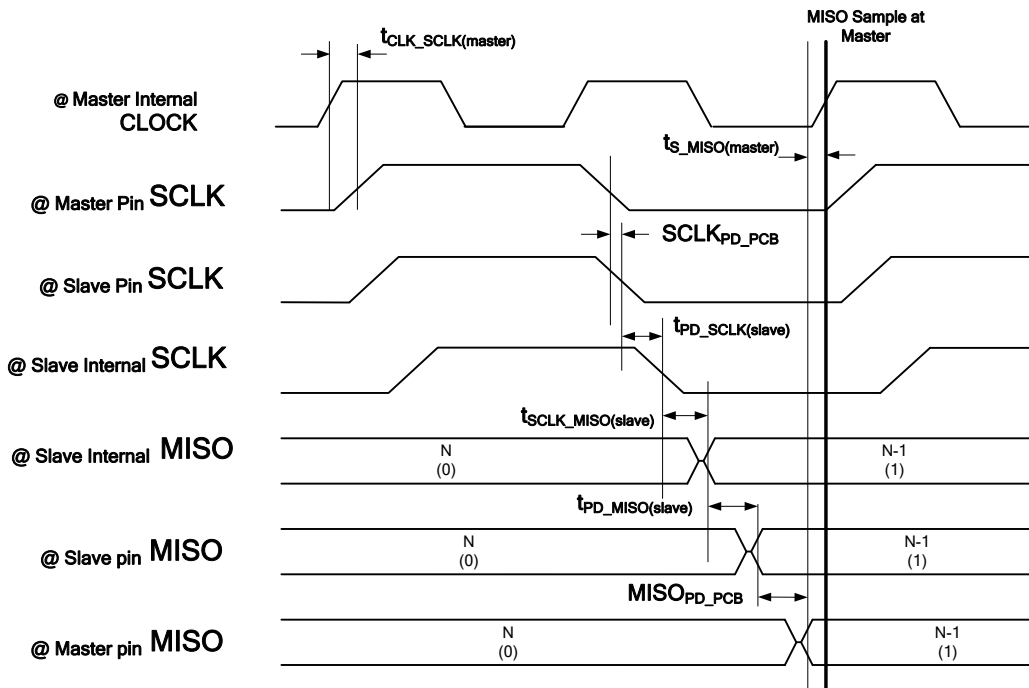 MISO Sample at
Master
tCLK_SCLK(master)
@ Master Internal
CLOCK
tS_MISO(master)
@ Master Pin SCLK
SCLKPD_PCB
@ Slave Pin SCLK
tPD_SCLK(slave)
@ Slave Internal SCLK
tSCLK_MISO(slave)
@ Slave Internal MISO
N
(0)
N-1
(1)
tPD_MISO(slave)
@ Slave pin MISO
N
(0)
N-1
(1)
MISOPD_PCB
@ Master pin MISO
N
(0)
N-1
(1)